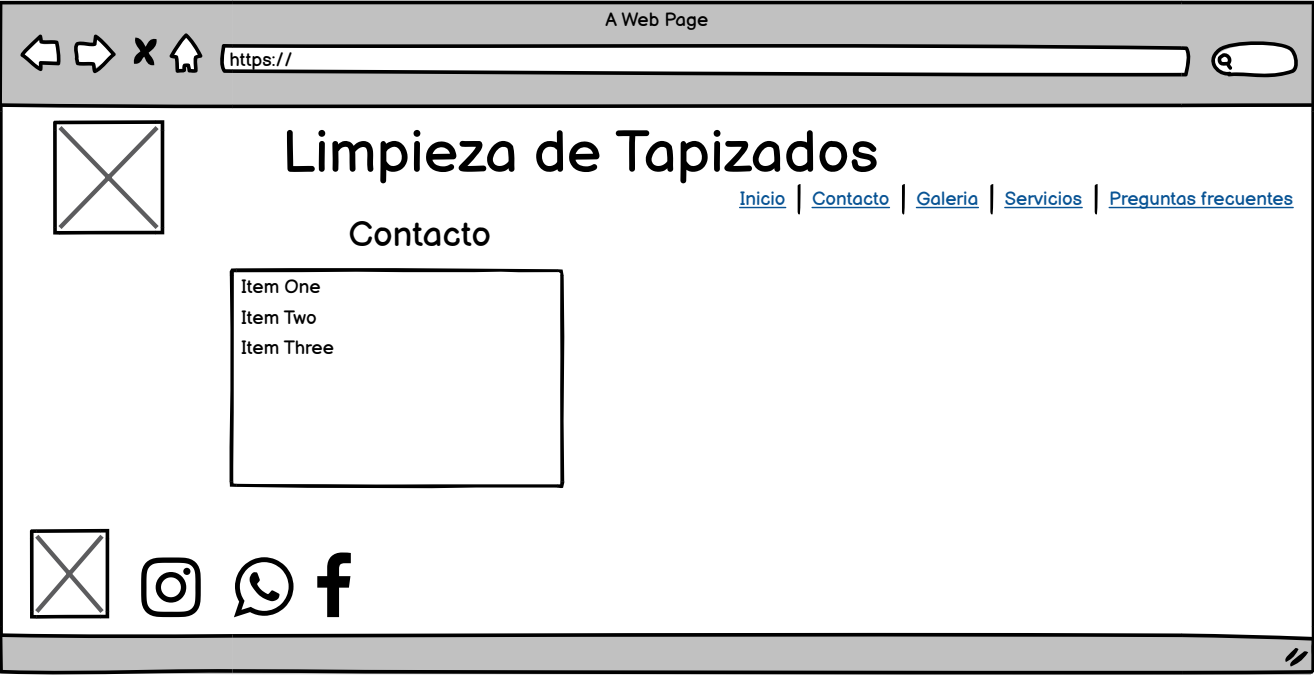 A Web Page
https://
Limpieza de Tapizados
Inicio | Contacto | Galeria | Servicios | Preguntas frecuentes
Contacto
Item One
Item Two
Item Three